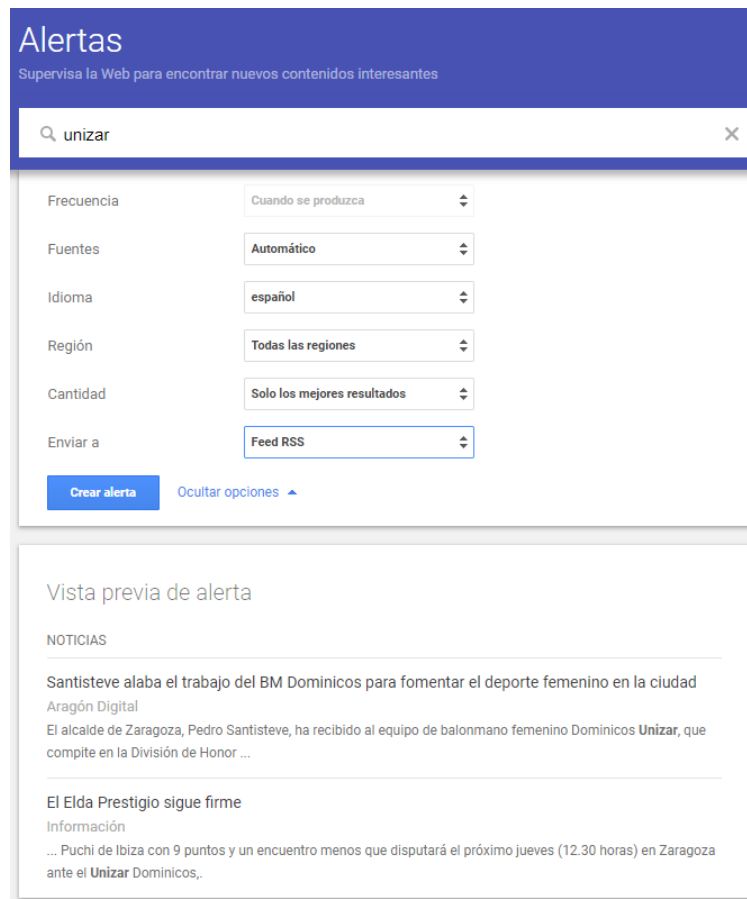 Alertas
Supervisa la Web para encontrar nuevos contenidos interesantes
unizar
Frecuencia Cuando se produzca
Fuentes Automático
Idioma español
Región Todas las regiones
Cantidad Solo los mejores resultados
Enviar a Feed RSS
Crear alerta Ocultar opciones
Vista previa de alerta
NOTICIAS
Santisteve alaba el trabajo del BM Dominicos para fomentar el deporte femenino en la ciudad
Aragón Digital
El alcalde de Zaragoza, Pedro Santisteve, ha recibido al equipo de balonmano femenino Dominicos Unizar, que
compite en la División de Honor ...
El Elda Prestigio sigue firme
Información
... Puchi de Ibiza con 9 puntos y un encuentro menos que disputará el próximo jueves (12.30 horas) en Zaragoza
ante el Unizar Dominicos,.